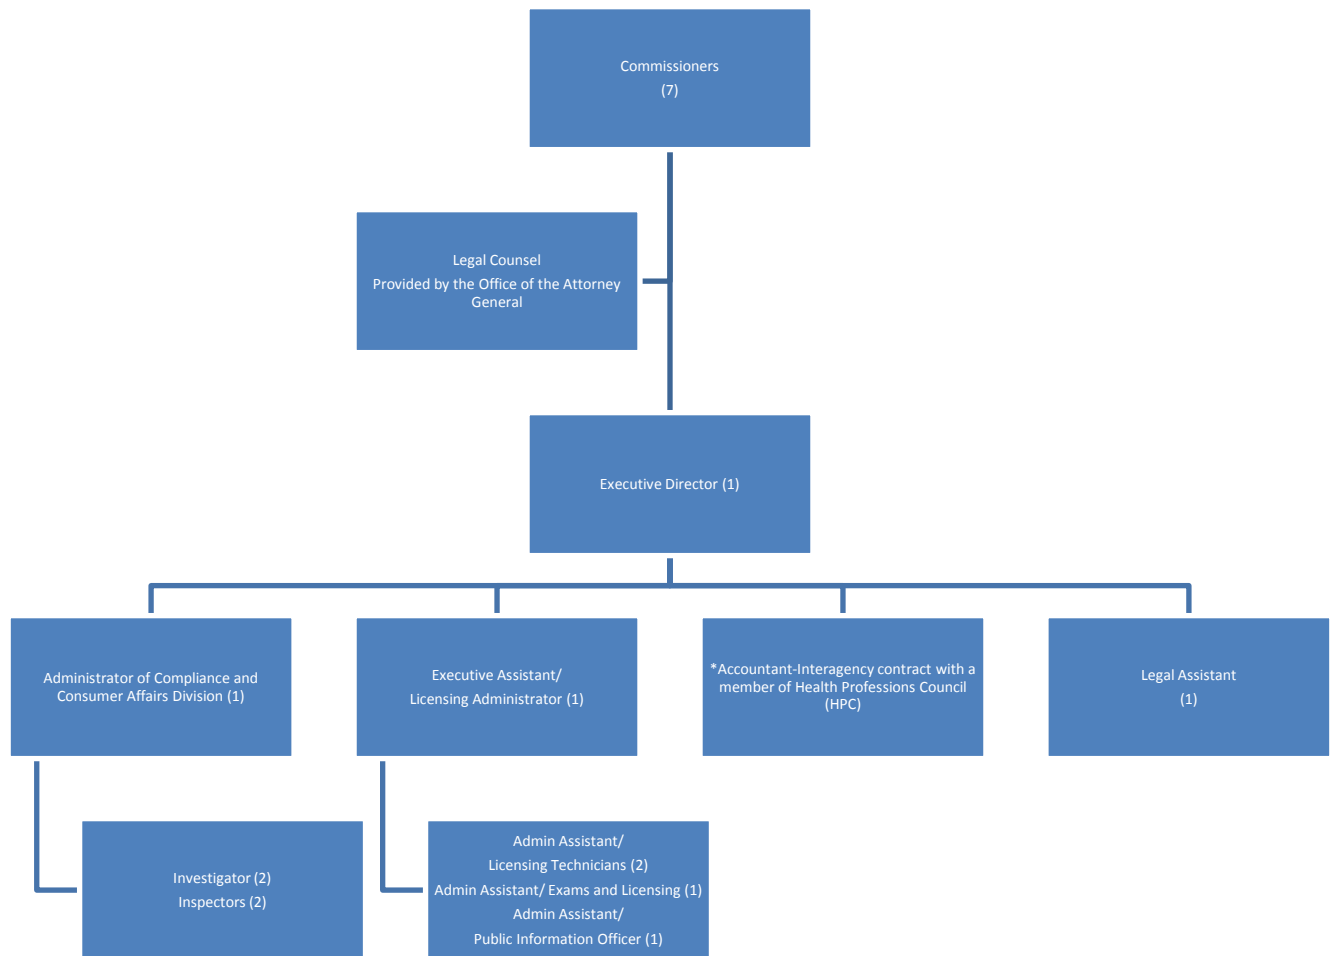 Commissioners
(7)
Legal Counsel
Provided by the Office of the Attorney
General
Executive Director (1)
Administrator of Compliance and
Consumer Affairs Division (1)
Executive Assistant/
Licensing Administrator (1)
*Accountant-Interagency contract with a
member of Health Professions Council
(HPC)
Legal Assistant
(1)
Investigator (2)
Inspectors (2)
Admin Assistant/
Licensing Technicians (2)
Admin Assistant/ Exams and Licensing (1)
Admin Assistant/
Public Information Officer (1)